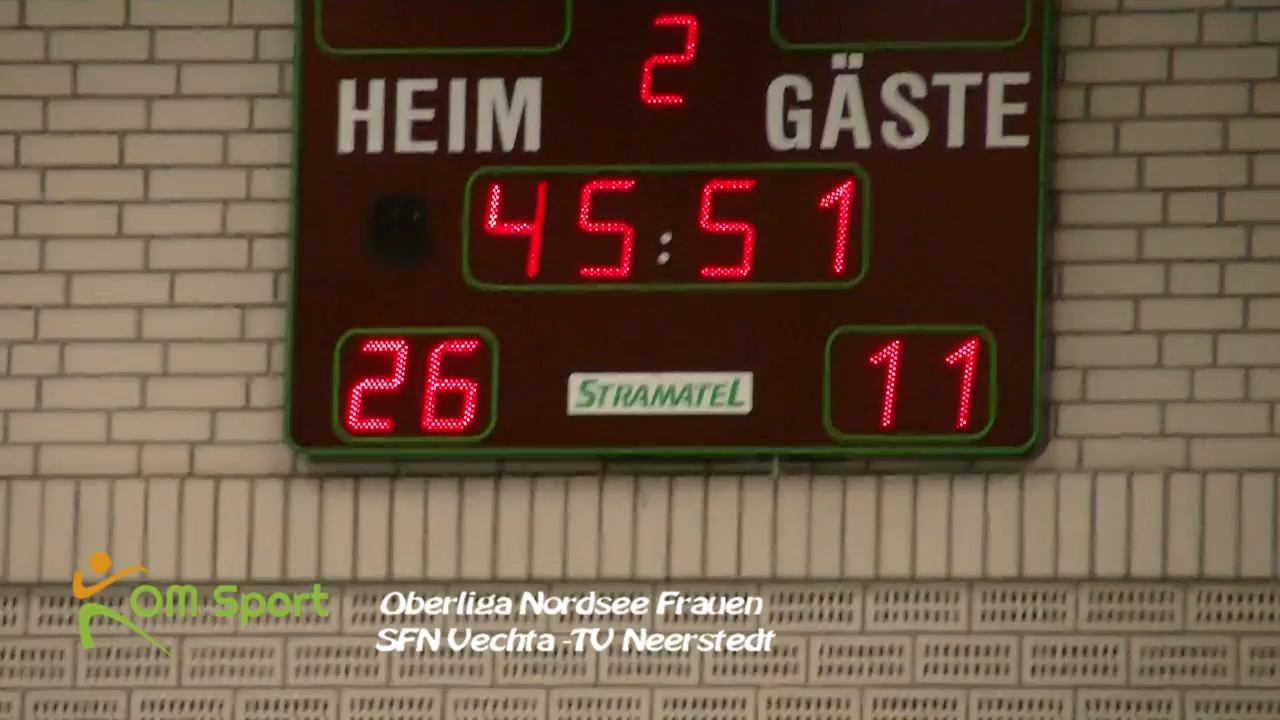 2
HEIM GÄSTE
45:51
26 STRAMATEL 11
OM Sport
Oberliga Nordsee Frauen
SFN Vechta -TV Neerstedt